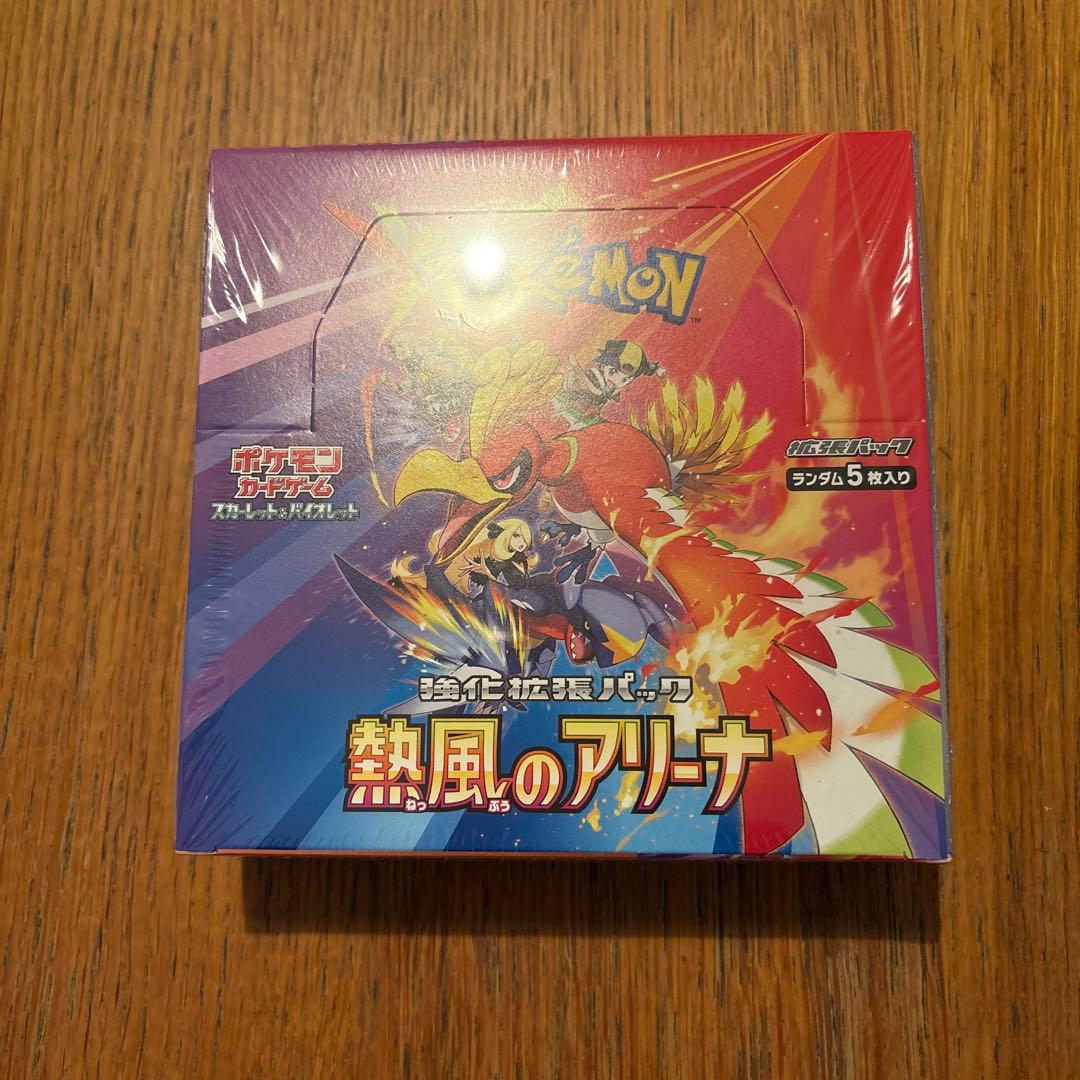 Pokémon
TM
ポケモン
カードゲーム
スカーレット&バイオレット
拡張パック
ランダム5枚入り
強化拡張パック
熱風のアリーナ
ねっ ぷう